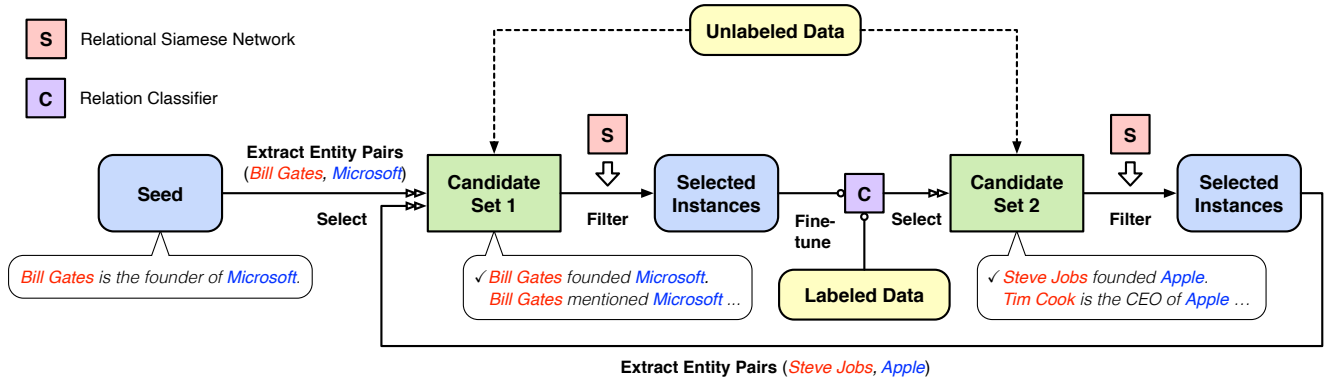 S
Relational Siamese Network
C
Relation Classifier
Unlabeled Data
Extract Entity Pairs
(Bill Gates, Microsoft)
Seed
Select
Candidate
Set 1
S
Filter
Selected
Instances
Fine-
tune
C
Select
Candidate
Set 2
S
Filter
Selected
Instances
Bill Gates is the founder of Microsoft.
✓ Bill Gates founded Microsoft.
Bill Gates mentioned Microsoft ...
Labeled Data
✓ Steve Jobs founded Apple.
Tim Cook is the CEO of Apple ...
Extract Entity Pairs (Steve Jobs, Apple)